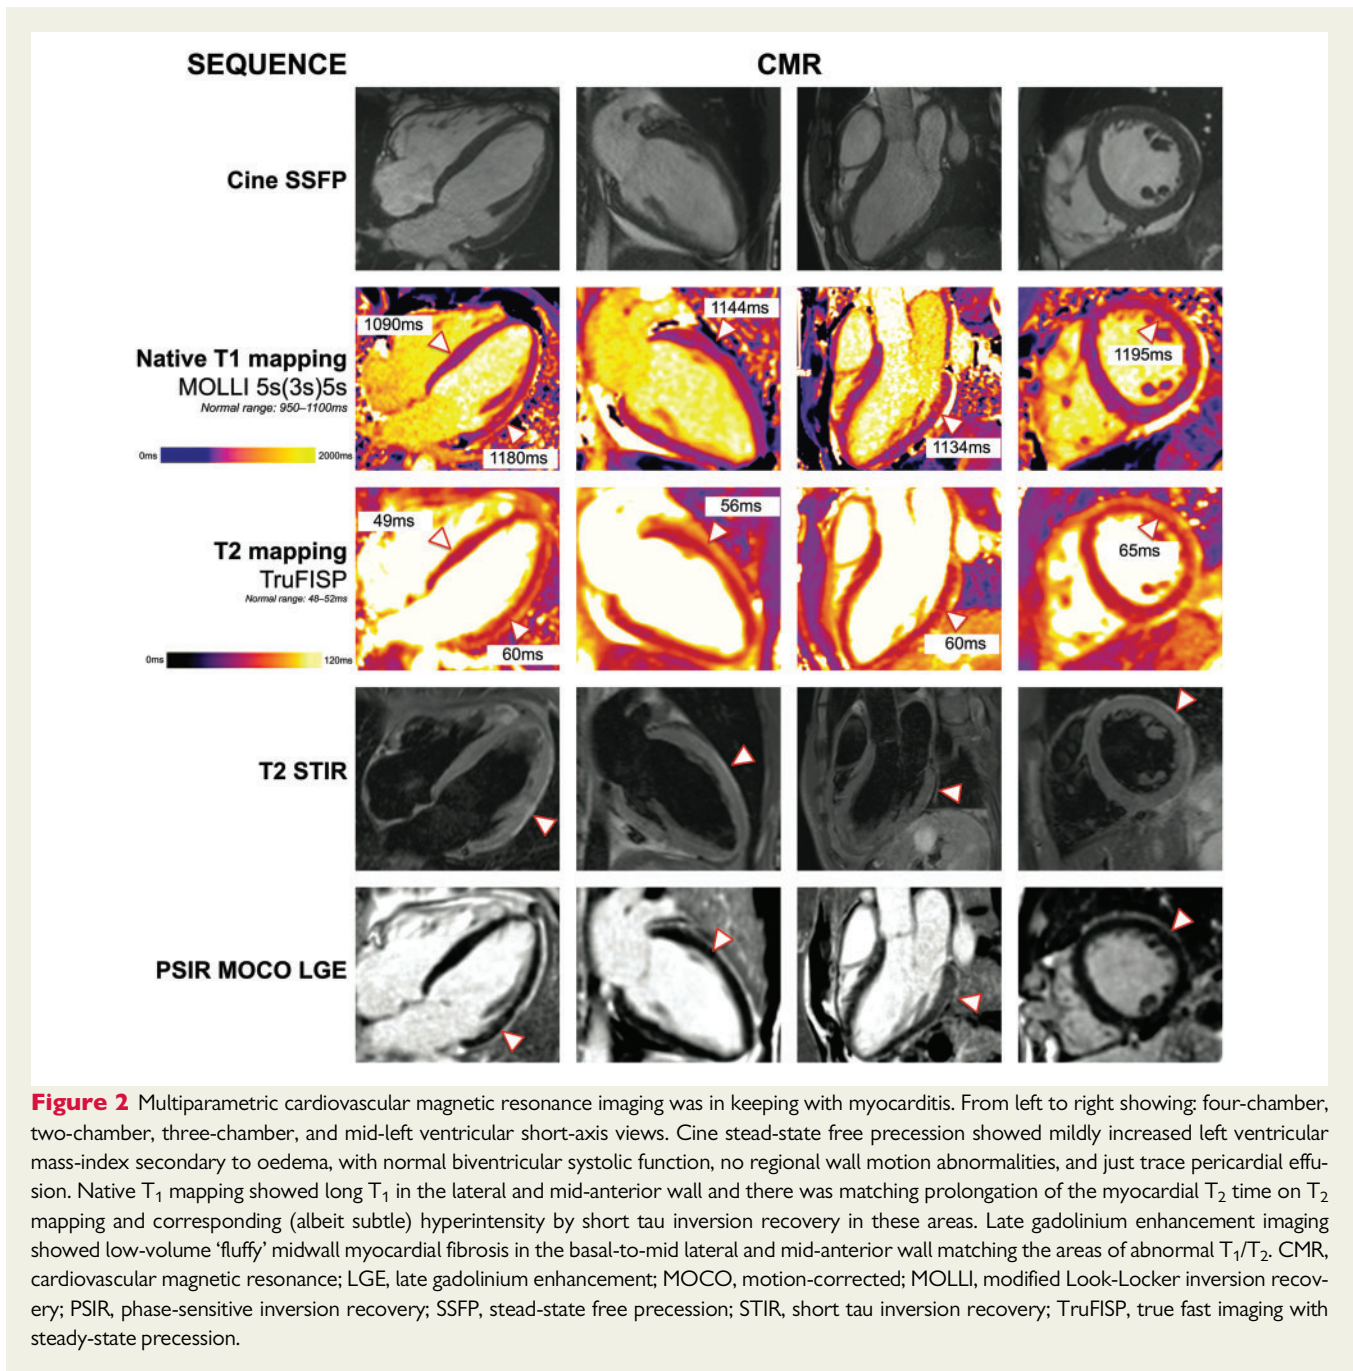 SEQUENCE
CMR
Cine SSFP
Native T1 mapping
MOLLI 5s(3s)5s
Normal range: 950–1100ms
0ms
2000ms
1090ms
1180ms
1144ms
1134ms
1195ms
T2 mapping
TruFISP
Normal range: 48–52ms
0ms
120ms
49ms
60ms
56ms
60ms
65ms
T2 STIR
PSIR MOCO LGE
Figure 2 Multiparametric cardiovascular magnetic resonance imaging was in keeping with myocarditis. From left to right showing: four-chamber,
two-chamber, three-chamber, and mid-left ventricular short-axis views. Cine stead-state free precession showed mildly increased left ventricular
mass-index secondary to oedema, with normal biventricular systolic function, no regional wall motion abnormalities, and just trace pericardial effu-
sion. Native T1 mapping showed long T1 in the lateral and mid-anterior wall and there was matching prolongation of the myocardial T2 time on T2
mapping and corresponding (albeit subtle) hyperintensity by short tau inversion recovery in these areas. Late gadolinium enhancement imaging
showed low-volume ‘fluffy’ midwall myocardial fibrosis in the basal-to-mid lateral and mid-anterior wall matching the areas of abnormal T1/T2. CMR,
cardiovascular magnetic resonance; LGE, late gadolinium enhancement; MOCO, motion-corrected; MOLLI, modified Look-Locker inversion recov-
ery; PSIR, phase-sensitive inversion recovery; SSFP, stead-state free precession; STIR, short tau inversion recovery; TruFISP, true fast imaging with
steady-state precession.